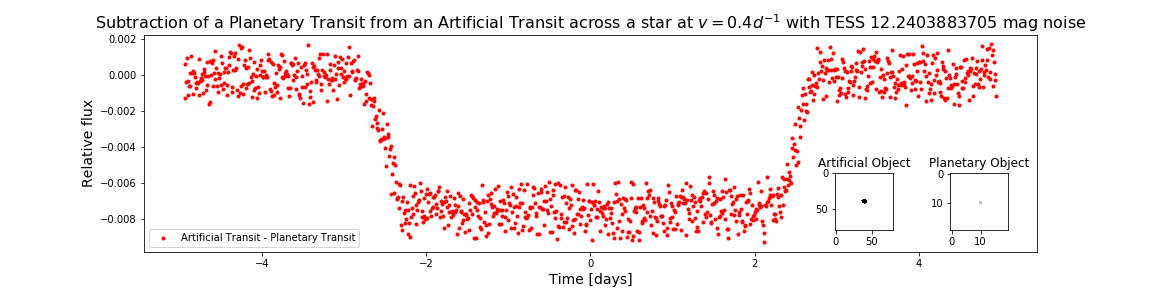 Subtraction of a Planetary Transit from an Artificial Transit across a star at v = 0.4d⁻¹ with TESS 12.2403883705 mag noise
Relative flux
0.002
0.000
−0.002
−0.004
−0.006
−0.008
Artificial Object
0
50
0 50
Planetary Object
0
10
0 10
Artificial Transit - Planetary Transit
−4 −2 0 2 4
Time [days]